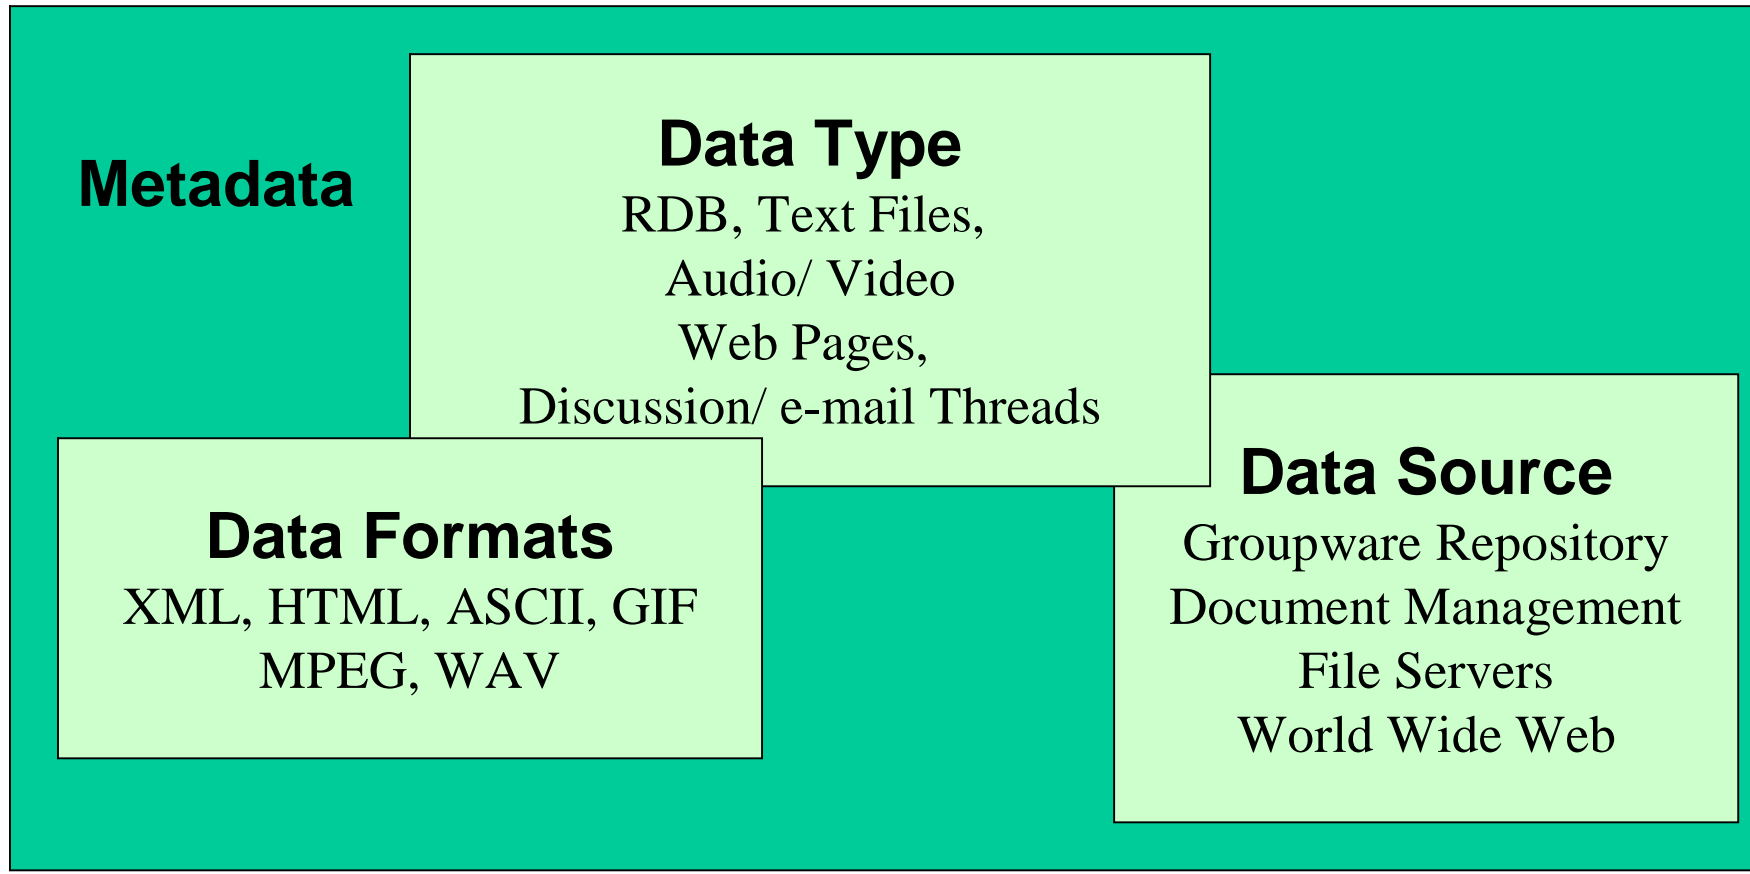 Metadata
Data Type
RDB, Text Files,
Audio/ Video
Web Pages,
Discussion/ e-mail Threads
Data Formats
XML, HTML, ASCII, GIF
MPEG, WAV
Data Source
Groupware Repository
Document Management
File Servers
World Wide Web